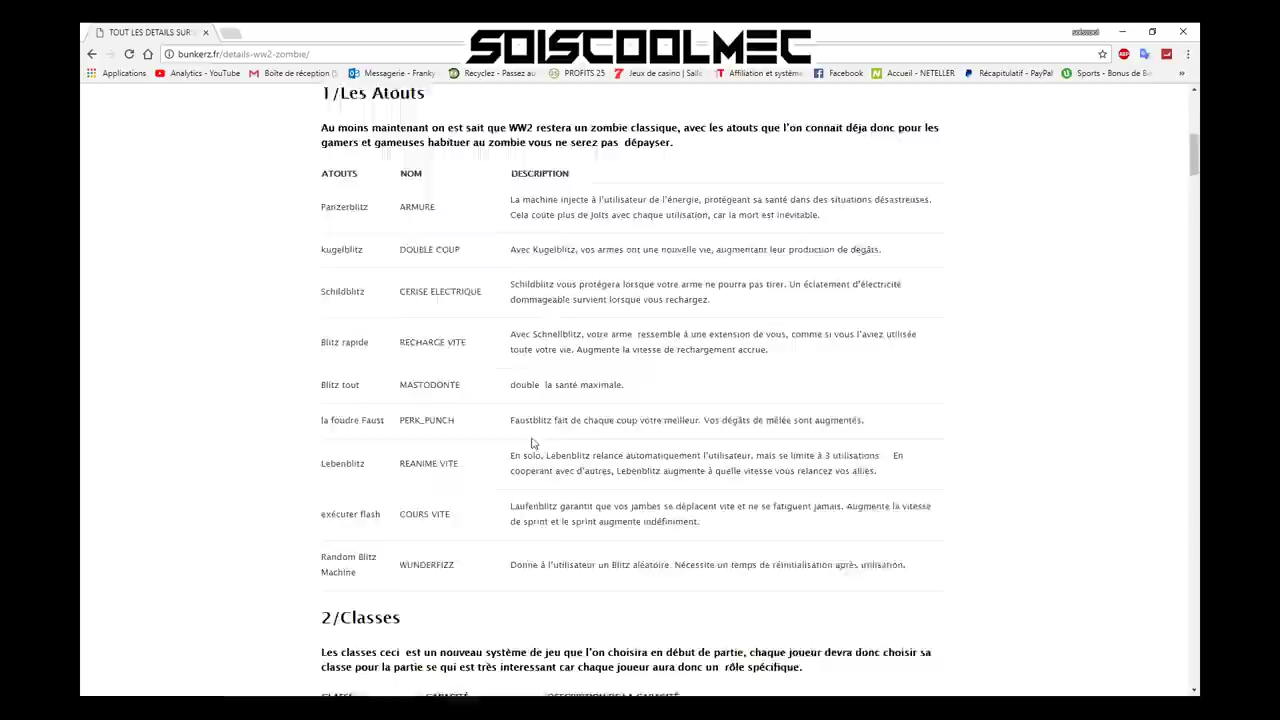 TOUT LES DETAILS SUR
SOISCOOLMEC
soiscool
bunkerz.fr/details-ww2-zombie/
Applications
Analytics - YouTube
Boîte de réception (
Messagerie - Franky
Recyclez - Passez au
PROFITS 25
Jeux de casino | Salle
Affiliation et système
Facebook
Accueil - NETELLER
Récapitulatif - PayPal
Sports - Bonus de Be
1/Les Atouts
Au moins maintenant on est sait que WW2 restera un zombie classique, avec les atouts que l'on connait déja donc pour les
gamers et gameuses habituer au zombie vous ne serez pas dépayser.
ATOUTS NOM DESCRIPTION
Panzerblitz ARMURE La machine injecte à l'utilisateur de l'énergie, protégeant sa santé dans des situations désastreuses.
Cela coûte plus de Jolts avec chaque utilisation, car la mort est inévitable.
kugelblitz DOUBLE COUP Avec Kugelblitz, vos armes ont une nouvelle vie, augmentant leur production de dégâts.
Schildblitz CERISE ELECTRIQUE Schildblitz vous protégera lorsque votre arme ne pourra pas tirer. Un éclatement d'électricité
dommageable survient lorsque vous rechargez.
Blitz rapide RECHARGE VITE Avec Schnellblitz, votre arme ressemble à une extension de vous, comme si vous l'aviez utilisée
toute votre vie. Augmente la vitesse de rechargement accrue.
Blitz tout MASTODONTE double la santé maximale.
la foudre Faust PERK_PUNCH Faustblitz fait de chaque coup votre meilleur. Vos dégâts de mêlée sont augmentés.
Lebenblitz REANIME VITE En solo, Lebenblitz relance automatiquement l'utilisateur, mais se limite à 3 utilisations En
coopérant avec d'autres, Lebenblitz augmente à quelle vitesse vous relancez vos alliés.
exécuter flash COURS VITE Laufenblitz garantit que vos jambes se déplacent vite et ne se fatiguent jamais. Augmente la vitesse
de sprint et le sprint augmente indéfiniment.
Random Blitz
Machine WUNDERFIZZ Donne à l'utilisateur un Blitz aléatoire. Nécessite un temps de réinitialisation après utilisation.
2/Classes
Les classes ceci est un nouveau système de jeu que l'on choisira en début de partie, chaque joueur devra donc choisir sa
classe pour la partie se qui est très interessant car chaque joueur aura donc un rôle spécifique.
CLASSE CAPACITÉ DESCRIPTION DE LA CAPACITÉ